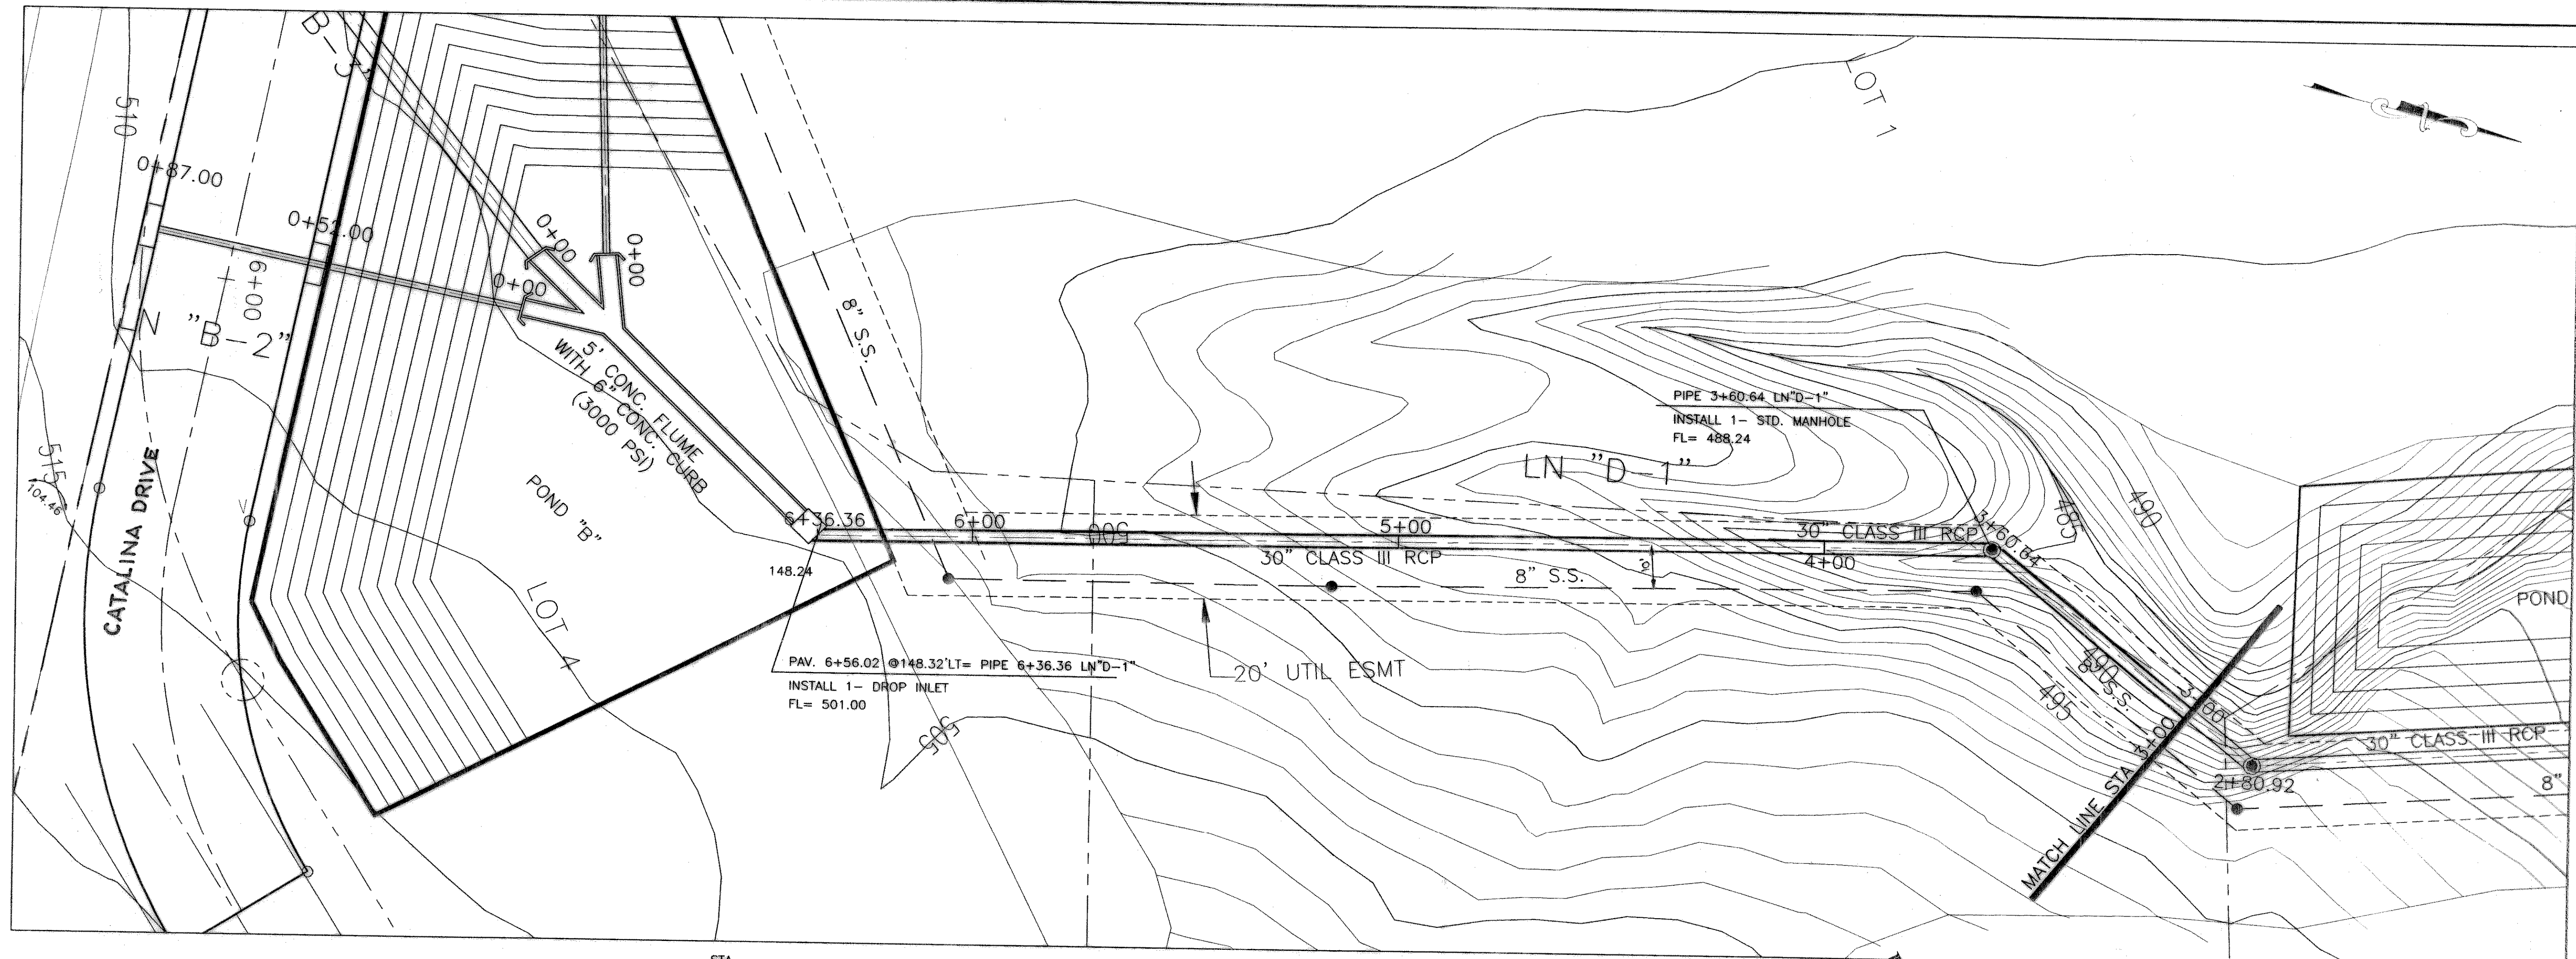 B-3"
LOT 1
510
0+87.00
0+52.00
0+00
0+00
0+00
6+00
N "B-2"
8" S.S.
5' CONC. FLUME
WITH 6" CONC. CURB
(3000 PSI)
PIPE 3+60.64 LN"D-1"
INSTALL 1- STD. MANHOLE
FL= 488.24
LN "D-1"
515
104.46
CATALINA DRIVE
POND "B"
LOT 4
6+36.36
6+00
500
5+00
30" CLASS III RCP
30" CLASS III RCP
4+00
3+60.64
485
490
148.24
8" S.S.
10'
PAV. 6+56.02 @148.32'LT= PIPE 6+36.36 LN"D-1"
INSTALL 1- DROP INLET
FL= 501.00
20' UTIL ESMT
505
490
8" S.S.
495
3+00
POND
30" CLASS III RCP
2+80.92
8"
MATCH LINE STA 3+00
STA